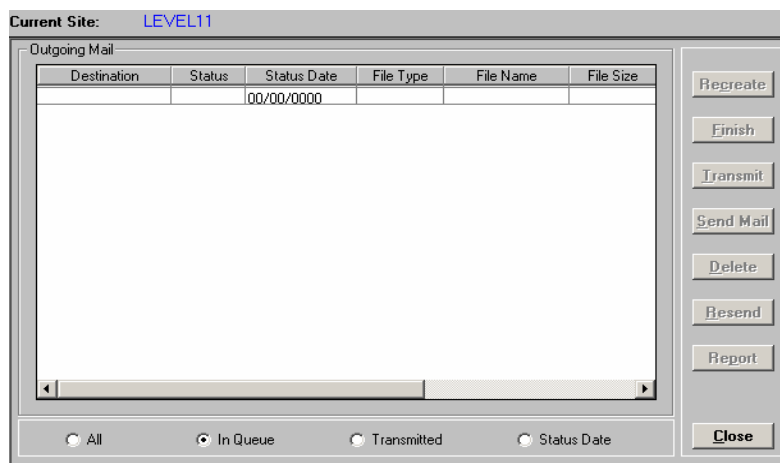 Current Site: LEVEL11
Outgoing Mail
Destination Status Status Date File Type File Name File Size
00/00/0000
Recreate
Finish
Transmit
Send Mail
Delete
Resend
Report
All In Queue Transmitted Status Date
Close